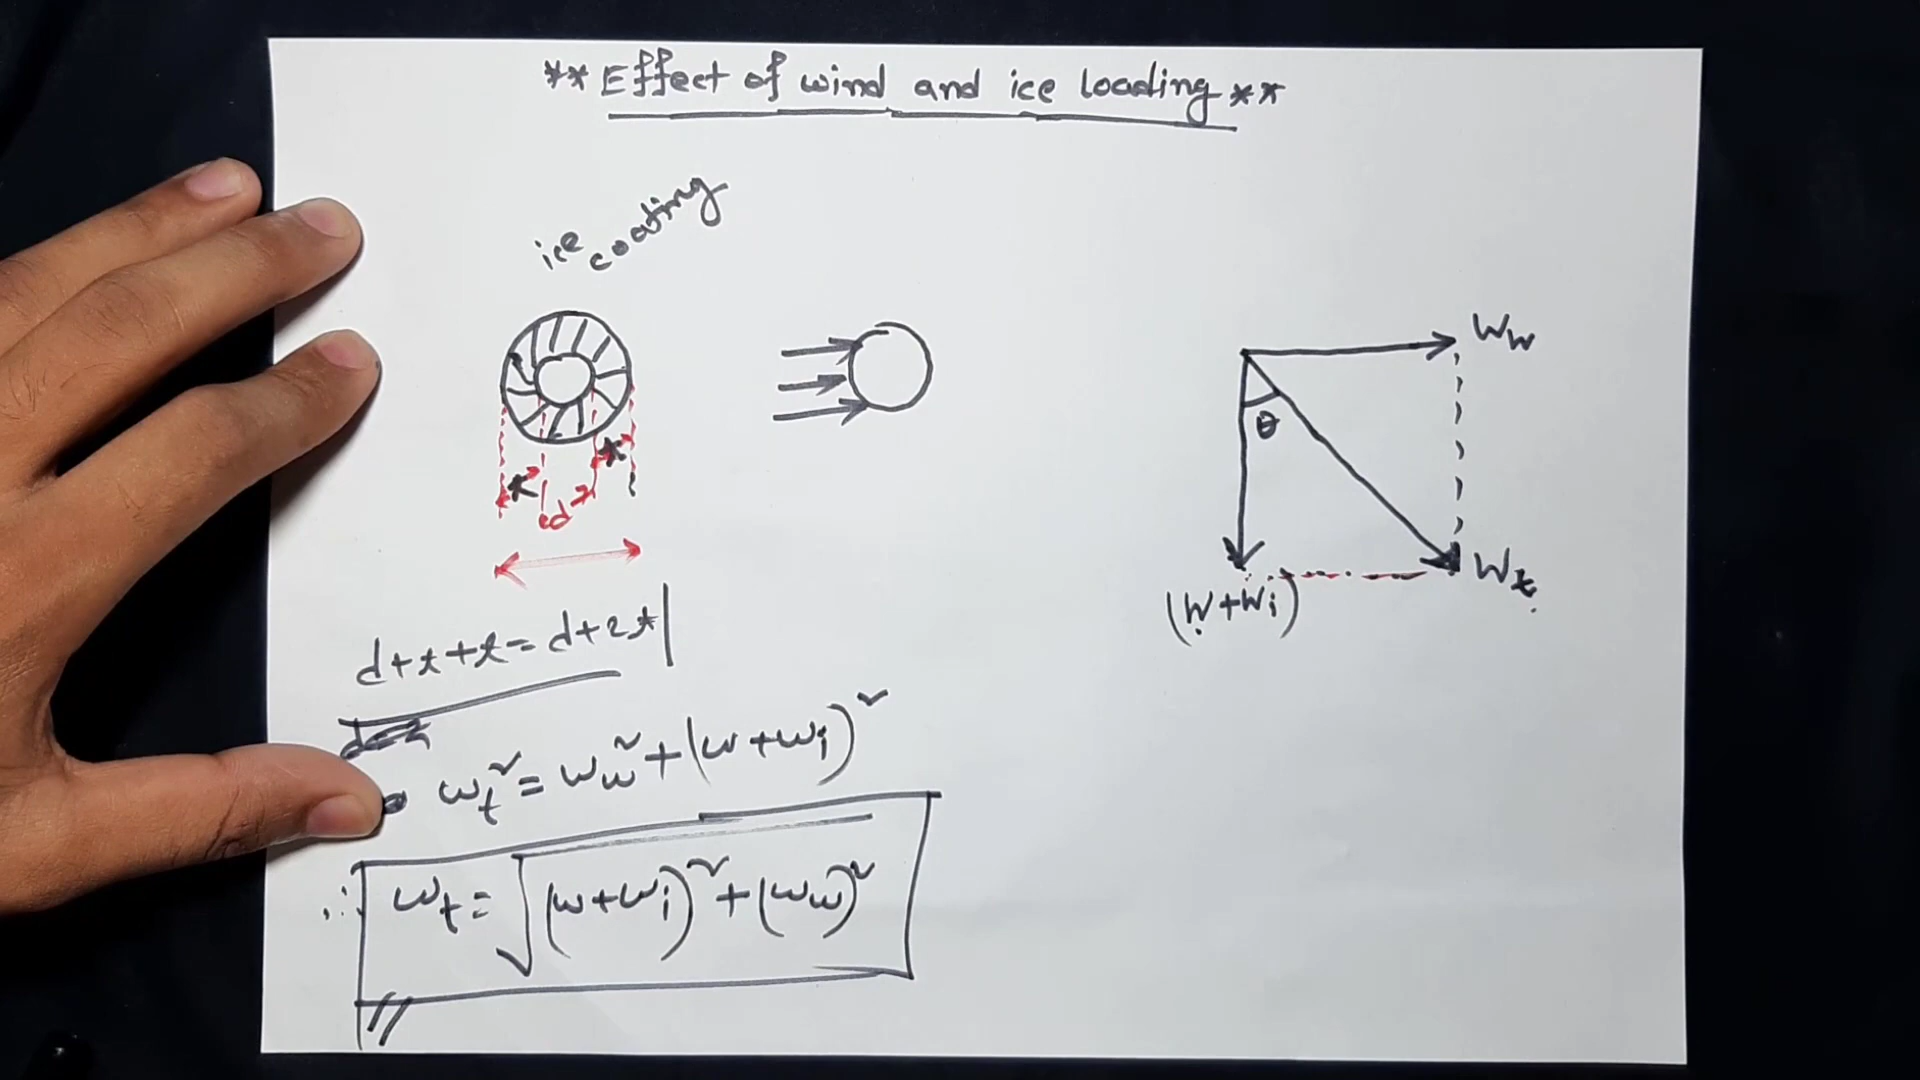 ** Effect of wind and ice loading **
ice coating
t
t
d
d+t+t = d+2t
wt² = ww² + (w+wi)²
∴ wt = √(w+wi)² + (ww)²
Ww
θ
(W+Wi)
Wt